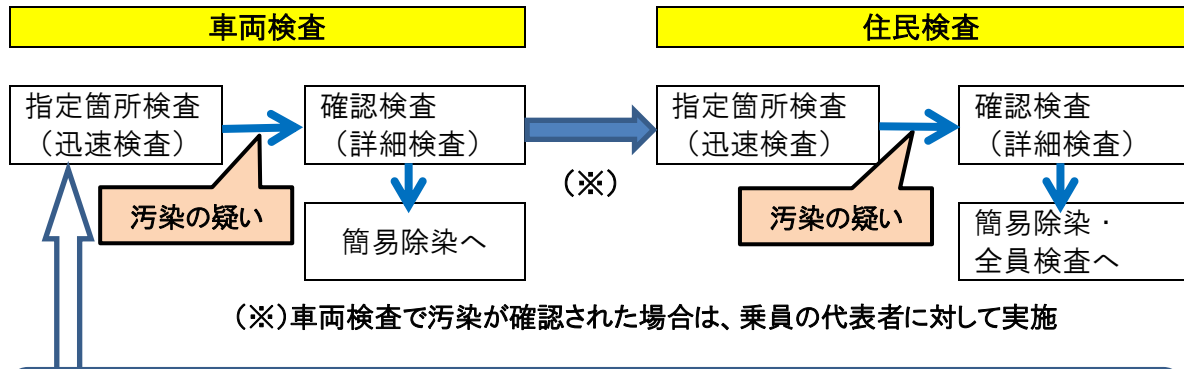 車両検査
住民検査
指定箇所検査
（迅速検査）
汚染の疑い
確認検査
（詳細検査）
簡易除染へ
（※）
指定箇所検査
（迅速検査）
汚染の疑い
確認検査
（詳細検査）
簡易除染・
全員検査へ
（※）車両検査で汚染が確認された場合は、乗員の代表者に対して実施